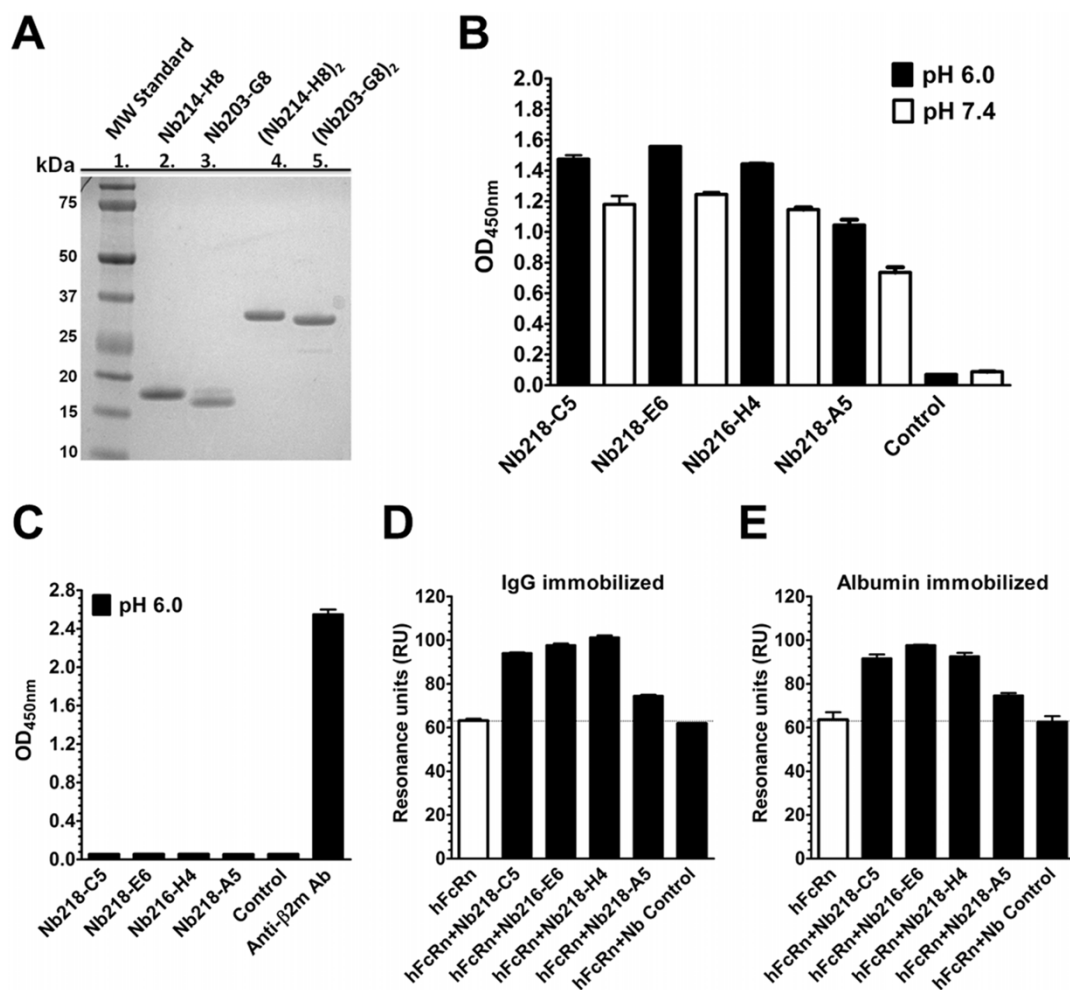 A
MW Standard
Nb214-H8
Nb203-G8
(Nb214-H8)2
(Nb203-G8)2
kDa
1. 2. 3. 4. 5.
75
50
37
25
20
15
10
B
pH 6.0
pH 7.4
OD450nm
2.0
1.8
1.6
1.4
1.2
1.0
0.8
0.6
0.4
0.2
0.0
Nb218-C5
Nb218-E6
Nb216-H4
Nb218-A5
Control
C
pH 6.0
OD450nm
2.8
2.4
2.0
1.6
1.2
0.8
0.4
0.0
Nb218-C5
Nb218-E6
Nb216-H4
Nb218-A5
Control
Anti-β2m Ab
D
IgG immobilized
Resonance units (RU)
120
100
80
60
40
20
0
hFcRn
hFcRn+Nb218-C5
hFcRn+Nb216-E6
hFcRn+Nb218-H4
hFcRn+Nb218-A5
hFcRn+Nb Control
E
Albumin immobilized
Resonance units (RU)
120
100
80
60
40
20
0
hFcRn
hFcRn+Nb218-C5
hFcRn+Nb216-E6
hFcRn+Nb218-H4
hFcRn+Nb218-A5
hFcRn+Nb Control